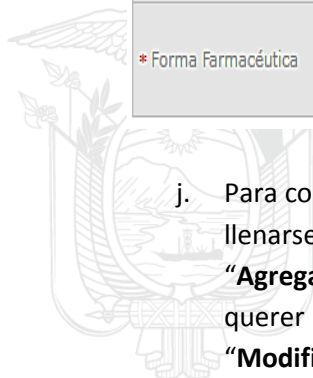 * Forma Farmacéutica
j. Para co
llenarse
“Agrega
querer
“Modifi